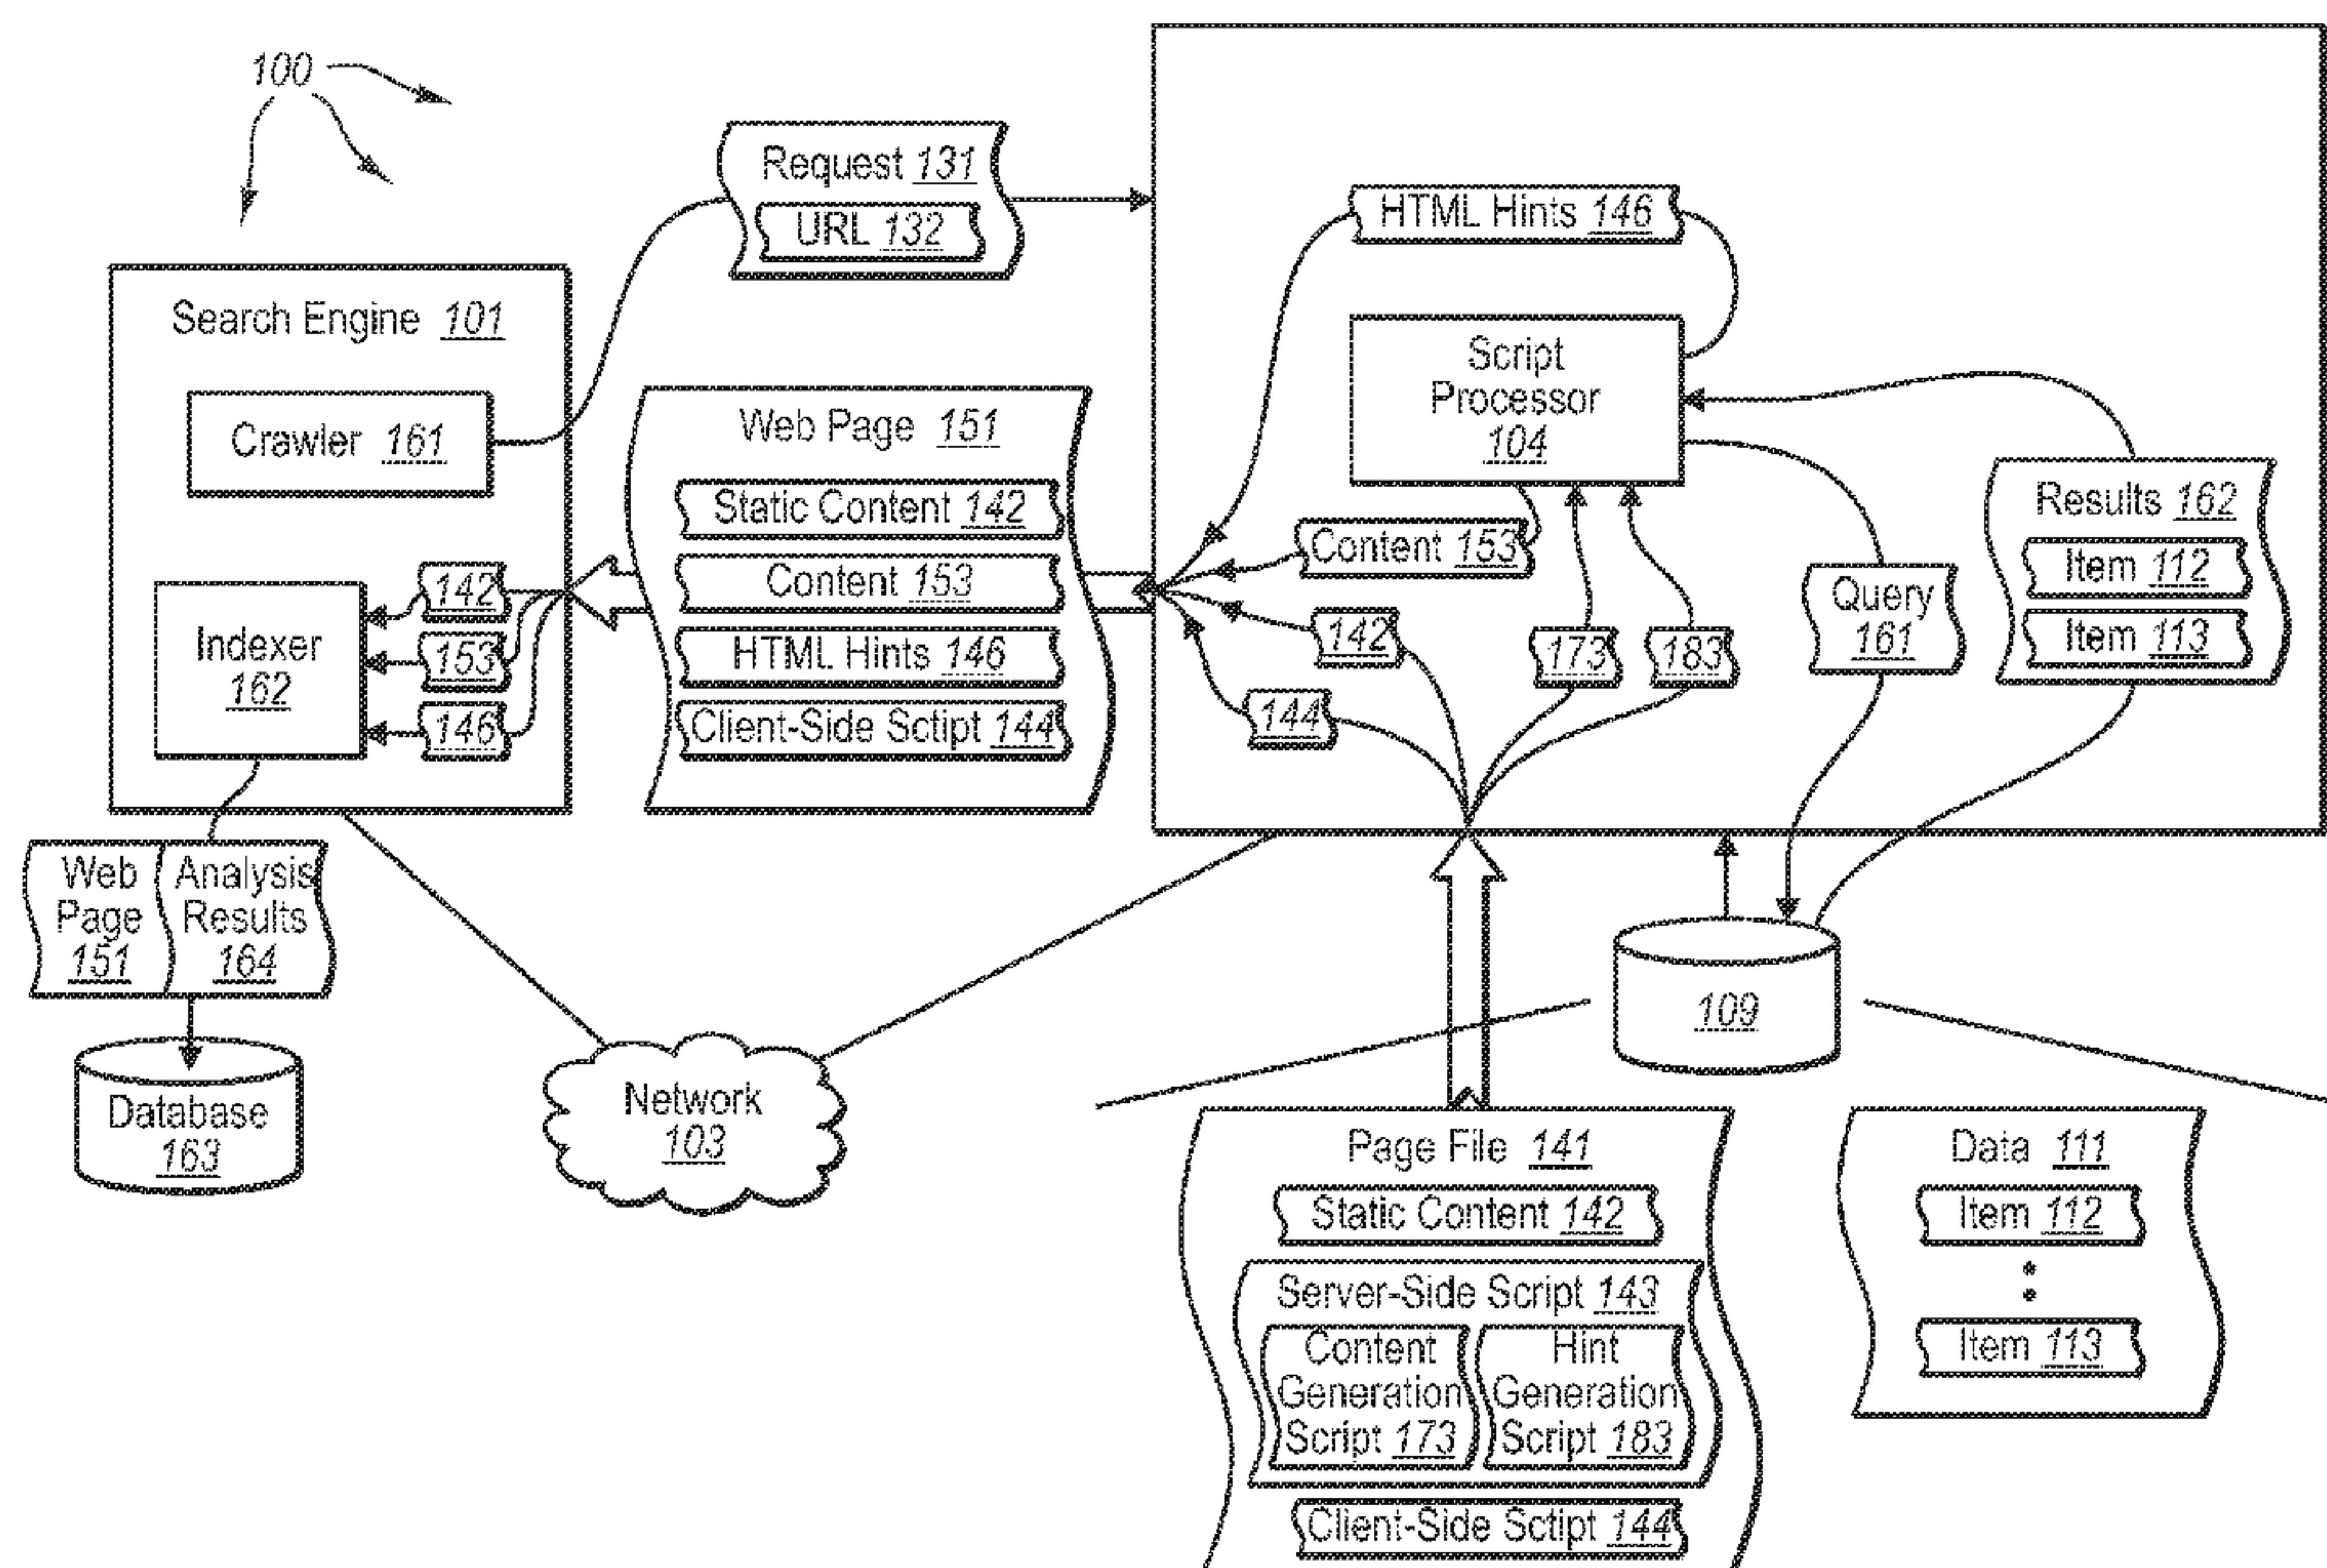 100
Request 131
URL 132
Search Engine 101
Crawler 161
Indexer
162
142
153
146
Web Page 151
Static Content 142
Content 153
HTML Hints 146
Client-Side Sctipt 144
HTML Hints 146
Script
Processor
104
Content 153
142
144
173
183
Query
161
Results 162
Item 112
Item 113
Web
Page
151
Analysis
Results
164
Database
163
Network
103
109
Page File 141
Static Content 142
Server-Side Script 143
Content
Generation
Script 173
Hint
Generation
Script 183
Client-Side Sctipt 144
Data 111
Item 112
Item 113